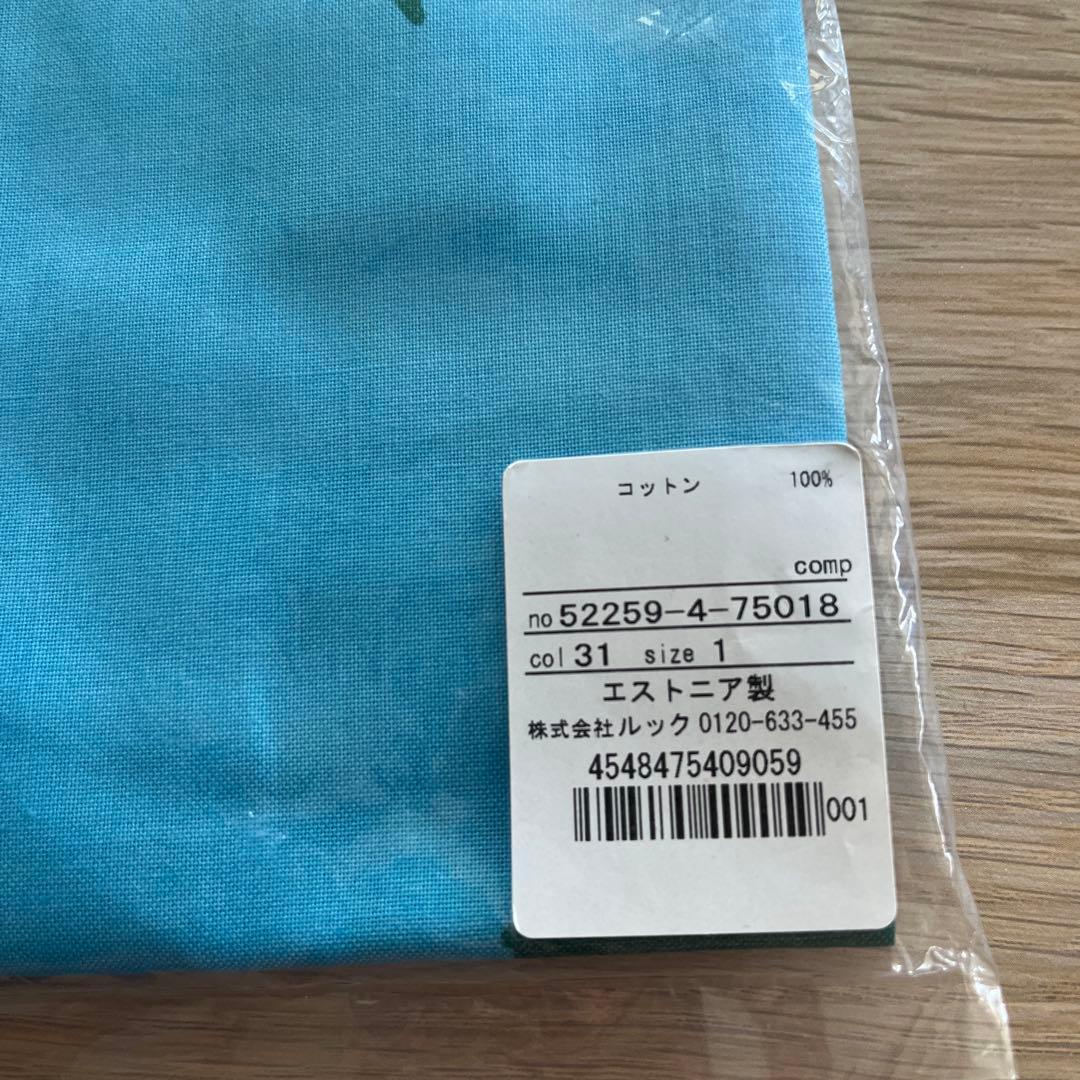 コットン 100%
comp
no 52259-4-75018
col 31 size 1
エストニア製
株式会社ルック 0120-633-455
4548475409059
001